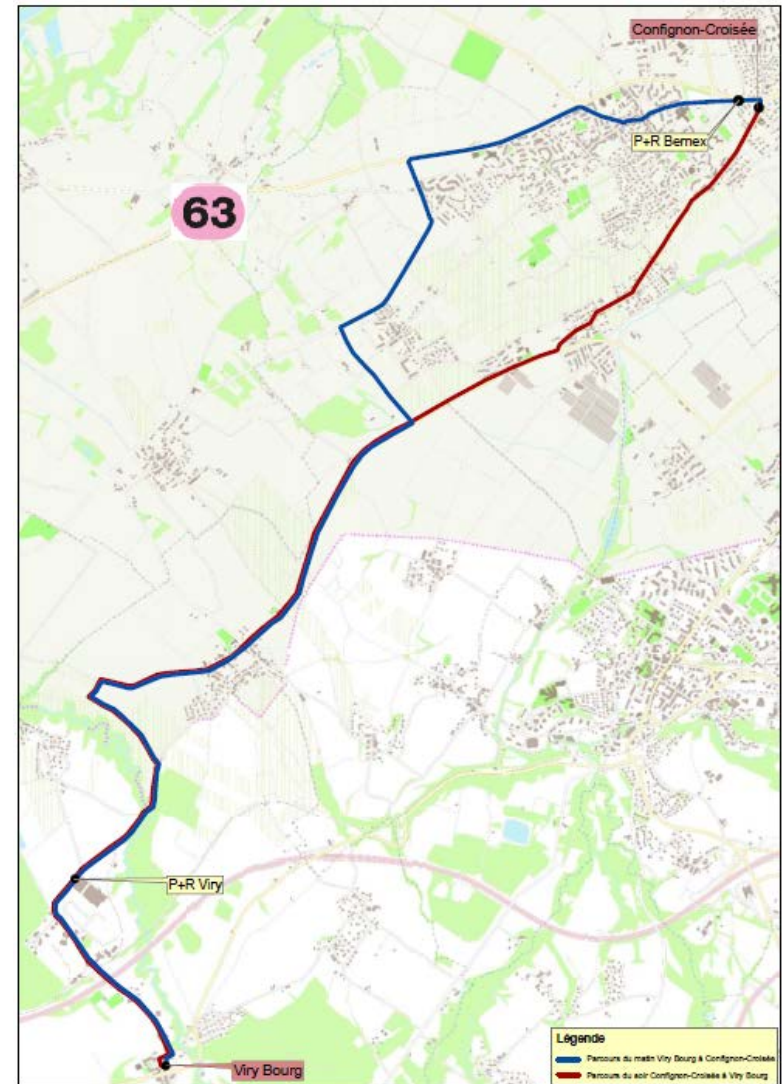 Confignon-Croisée
P+R Bernex
63
P+R Viry
Viry Bourg
Légende
Parcours du matin Viry Bourg à Confignon-Croisée
Parcours du soir Confignon-Croisée à Viry Bourg